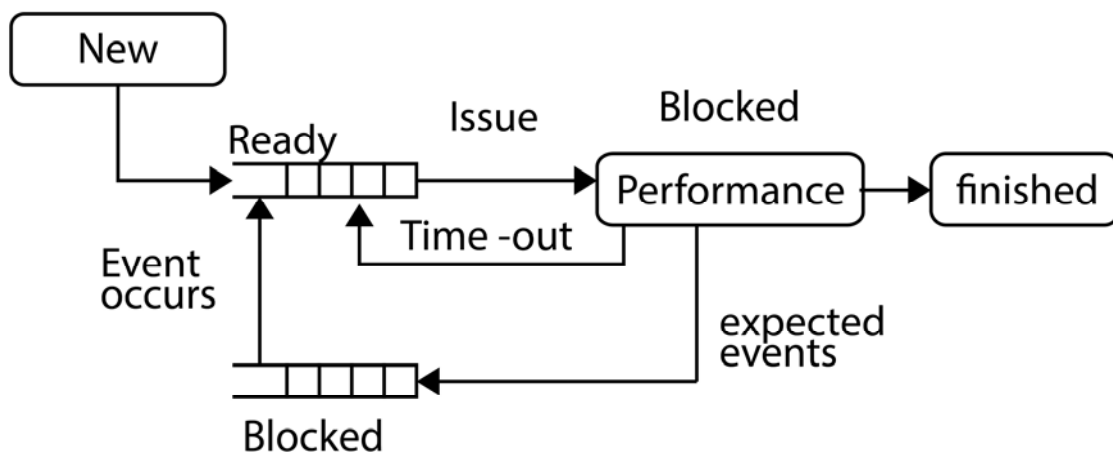 New
Ready
Issue
Blocked
Performance
finished
Time -out
Event
occurs
expected
events
Blocked